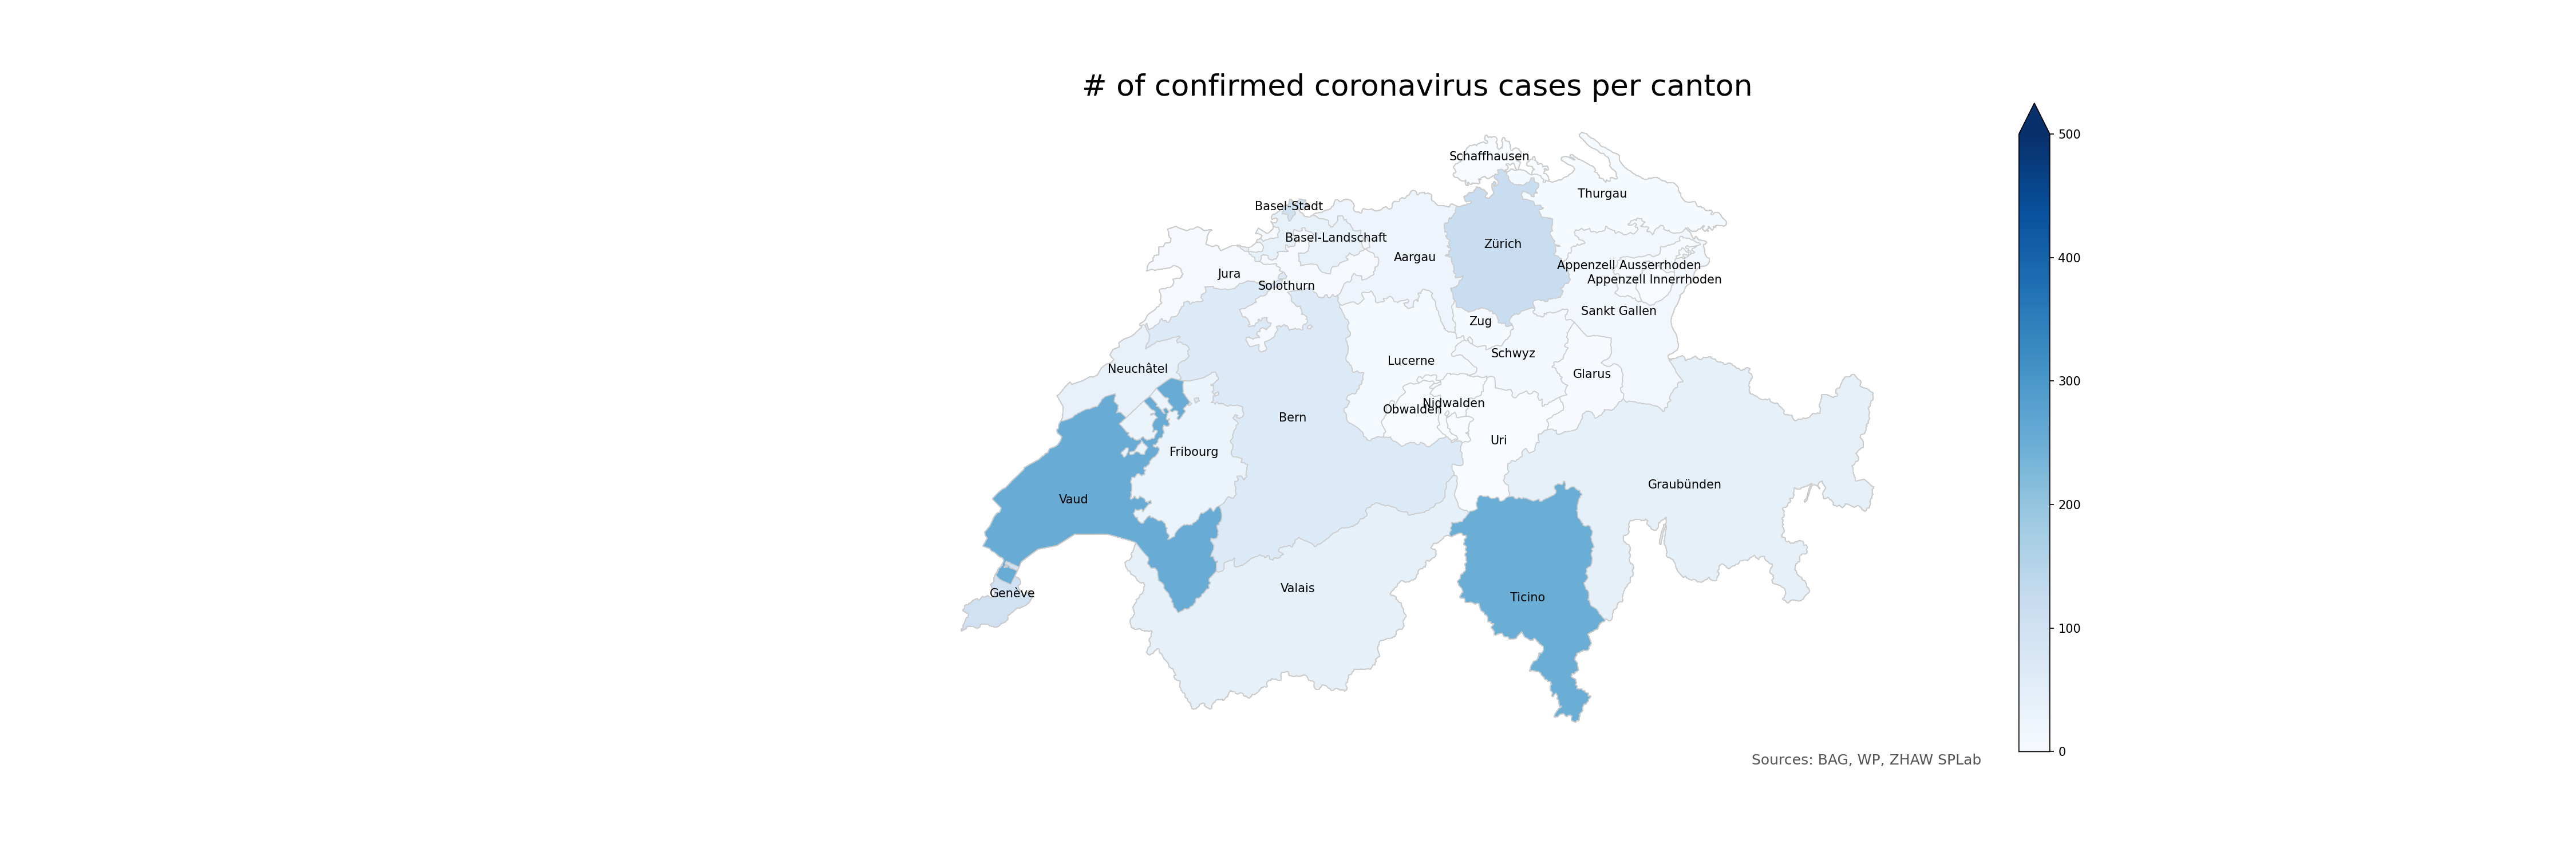 # of confirmed coronavirus cases per canton
500
Schaffhausen
Thurgau
Basel-Stadt
Basel-Landschaft
Zürich
400
Aargau
Appenzell Ausserrhoden
Jura
Appenzell Innerrhoden
Solothurn
Sankt Gallen
Zug
Schwyz
Lucerne
Neuchâtel
Glarus
300
Nidwalden
Obwalden
Bern
Uri
Fribourg
Graubünden
Vaud
200
Valais
Genève
Ticino
100
0
Sources: BAG, WP, ZHAW SPLab